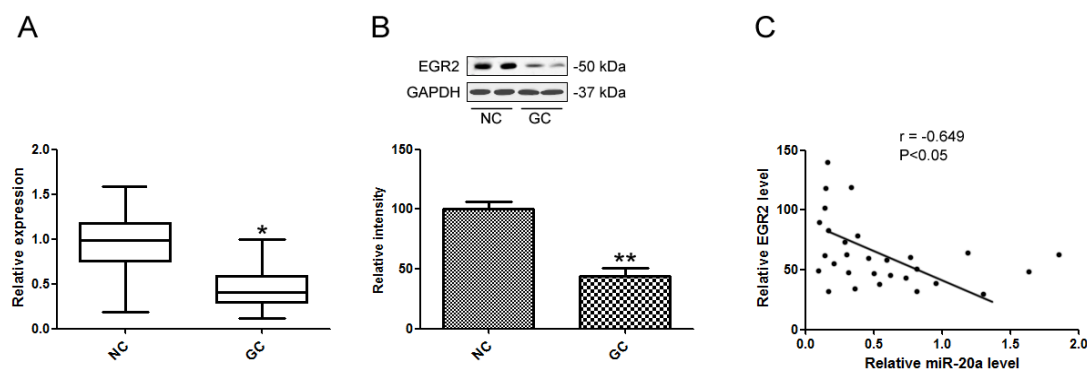 A
B
C
EGR2
-50 kDa
GAPDH
-37 kDa
NC GC
Relative expression
2.0
1.5
1.0
0.5
0.0
*
NC
GC
Relative intensity
150
100
50
0
**
NC
GC
r = -0.649
P<0.05
Relative EGR2 level
150
100
50
0
0.0 0.5 1.0 1.5 2.0
Relative miR-20a level